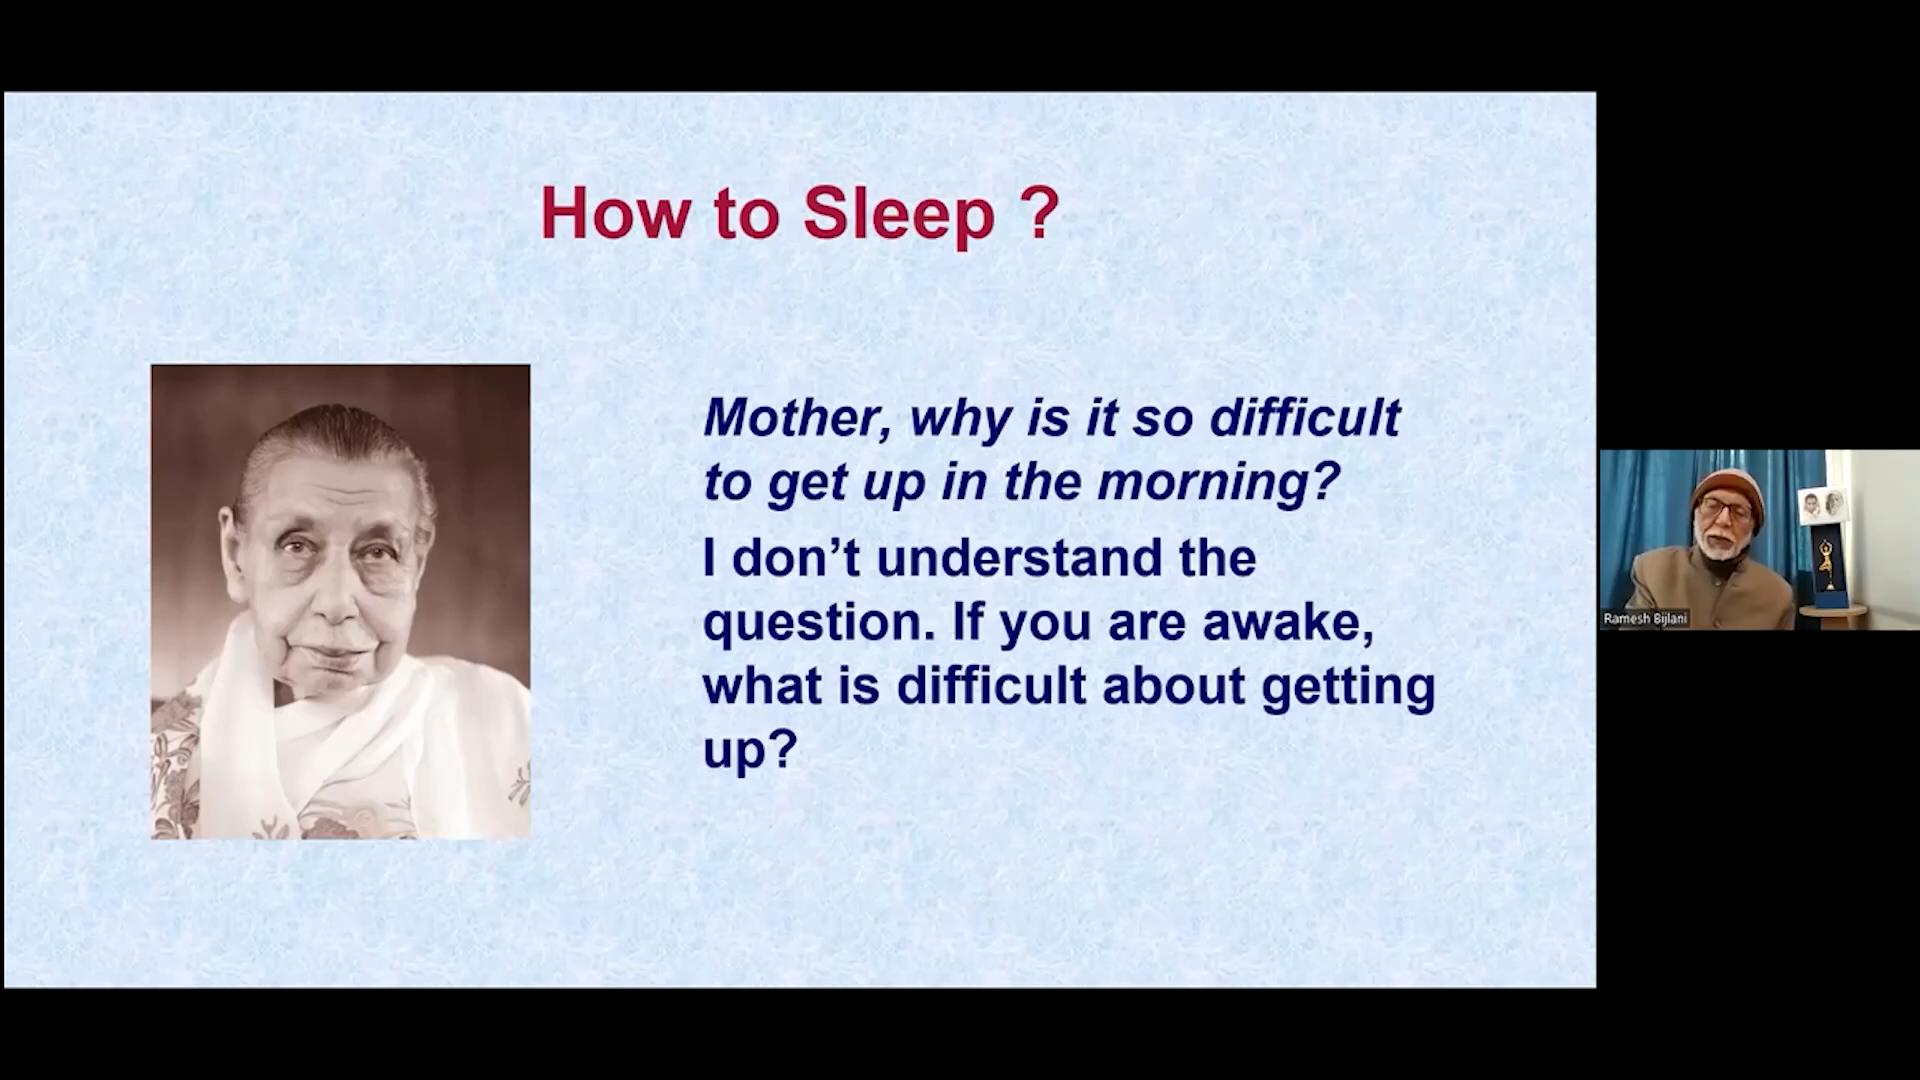 How to Sleep ?
Mother, why is it so difficult
to get up in the morning?
I don’t understand the
question. If you are awake,
what is difficult about getting
up?
Ramesh Bijlani